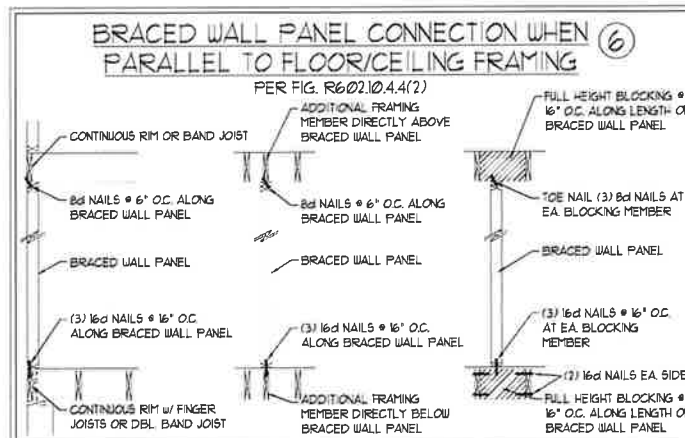 BRACED WALL PANEL CONNECTION WHEN
PARALLEL TO FLOOR/CEILING FRAMING
6
PER FIG. R602.10.4.4(2)
CONTINUOUS RIM OR BAND JOIST
8d NAILS @ 6" O.C. ALONG
BRACED WALL PANEL
BRACED WALL PANEL
(3) 16d NAILS @ 16" O.C.
ALONG BRACED WALL PANEL
CONTINUOUS RIM w/ FINGER
JOISTS OR DBL. BAND JOIST
ADDITIONAL FRAMING
MEMBER DIRECTLY ABOVE
BRACED WALL PANEL
8d NAILS @ 6" O.C. ALONG
BRACED WALL PANEL
BRACED WALL PANEL
(3) 16d NAILS @ 16" O.C.
ALONG BRACED WALL PANEL
ADDITIONAL FRAMING
MEMBER DIRECTLY BELOW
BRACED WALL PANEL
FULL HEIGHT BLOCKING @
16" O.C. ALONG LENGTH O
BRACED WALL PANEL
TOE NAIL (3) 8d NAILS AT
EA. BLOCKING MEMBER
BRACED WALL PANEL
(3) 16d NAILS @ 16" O.C.
AT EA. BLOCKING
MEMBER
(2) 16d NAILS EA. SIDE
FULL HEIGHT BLOCKING @
16" O.C. ALONG LENGTH O
BRACED WALL PANEL